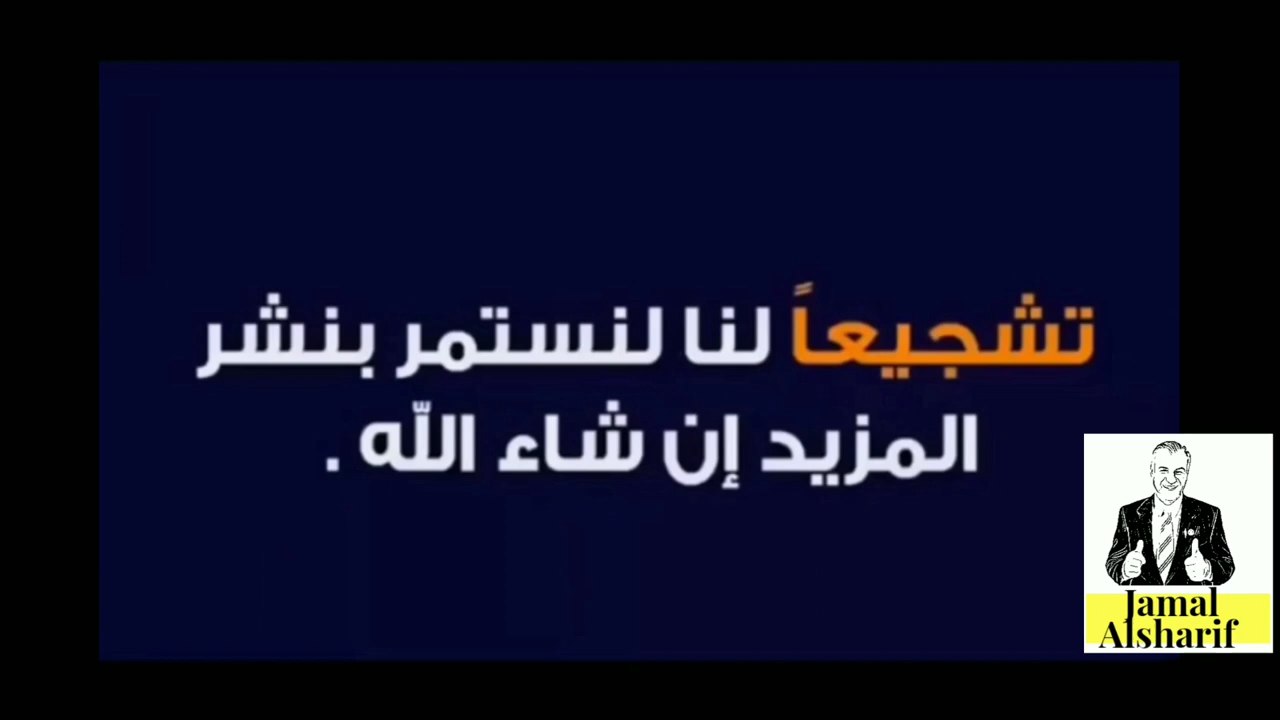 تشجيعاً لنا لنستمر بنشر
المزيد إن شاء الله .
Jamal
Alsharif